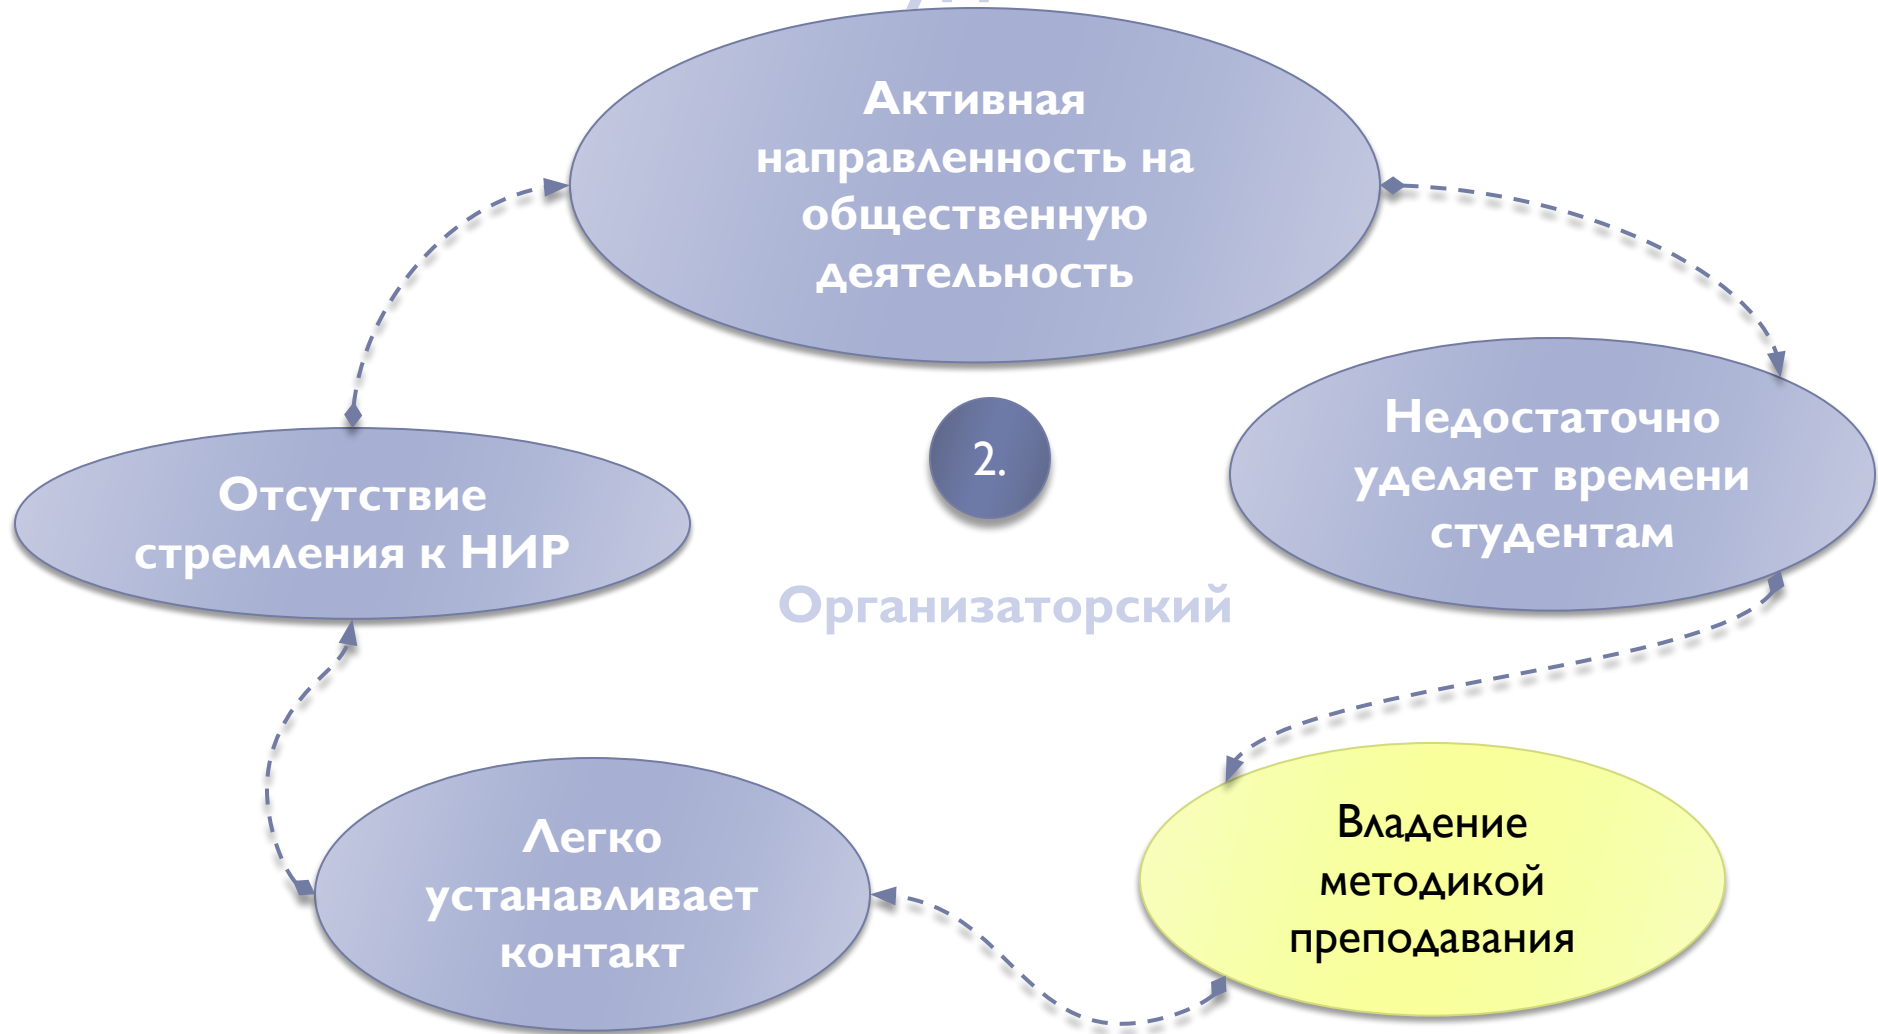 Активная
направленность на
общественную
деятельность
Недостаточно
уделяет времени
студентам
2.
Отсутствие
стремления к НИР
Организаторский
Владение
методикой
преподавания
Легко
устанавливает
контакт